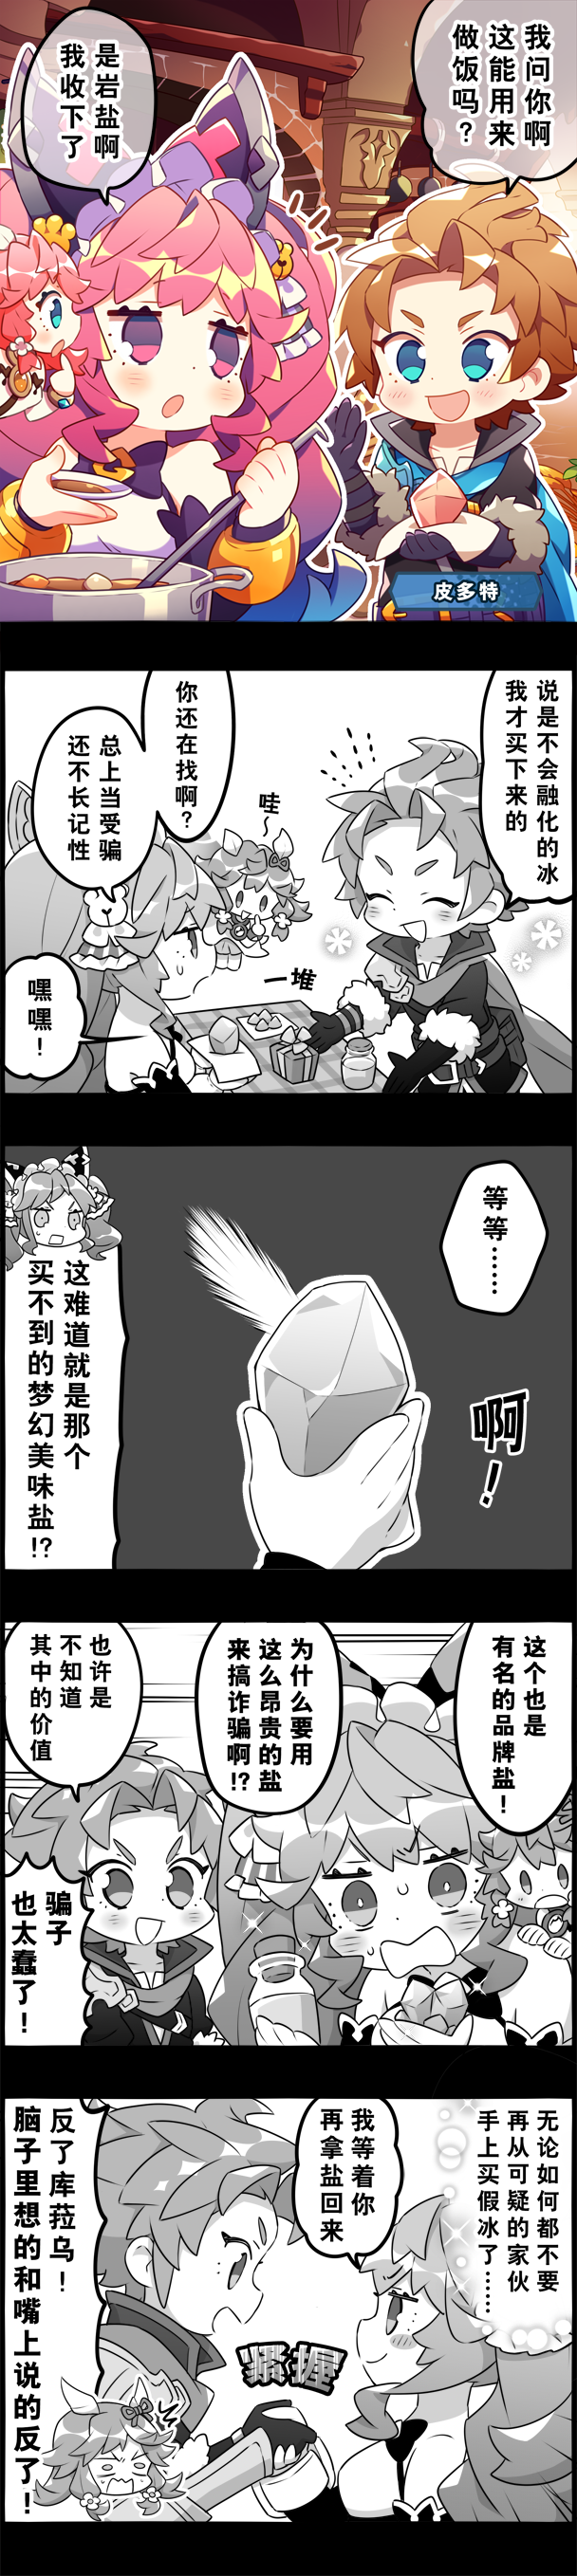 我问你啊
这能用来
做饭吗?
是岩盐啊
我收下了
皮多特
说是不会融化的冰
我才买下来的
你还在找啊?
总上当受骗
还不长记性
哇
一堆
嘿嘿!
等等……
啊!
这难道就是那个
买不到的梦幻美味盐!?
这个也是
有名的品牌盐!
为什么要用
这么昂贵的盐
来搞诈骗啊!?
也许是
不知道
其中的价值
骗子
也太蠢了!
无论如何都不要
再从可疑的家伙
手上买假冰了……
我等着你
再拿盐回来
紧握
反了库菈乌!
脑子里想的和嘴上说的反了!